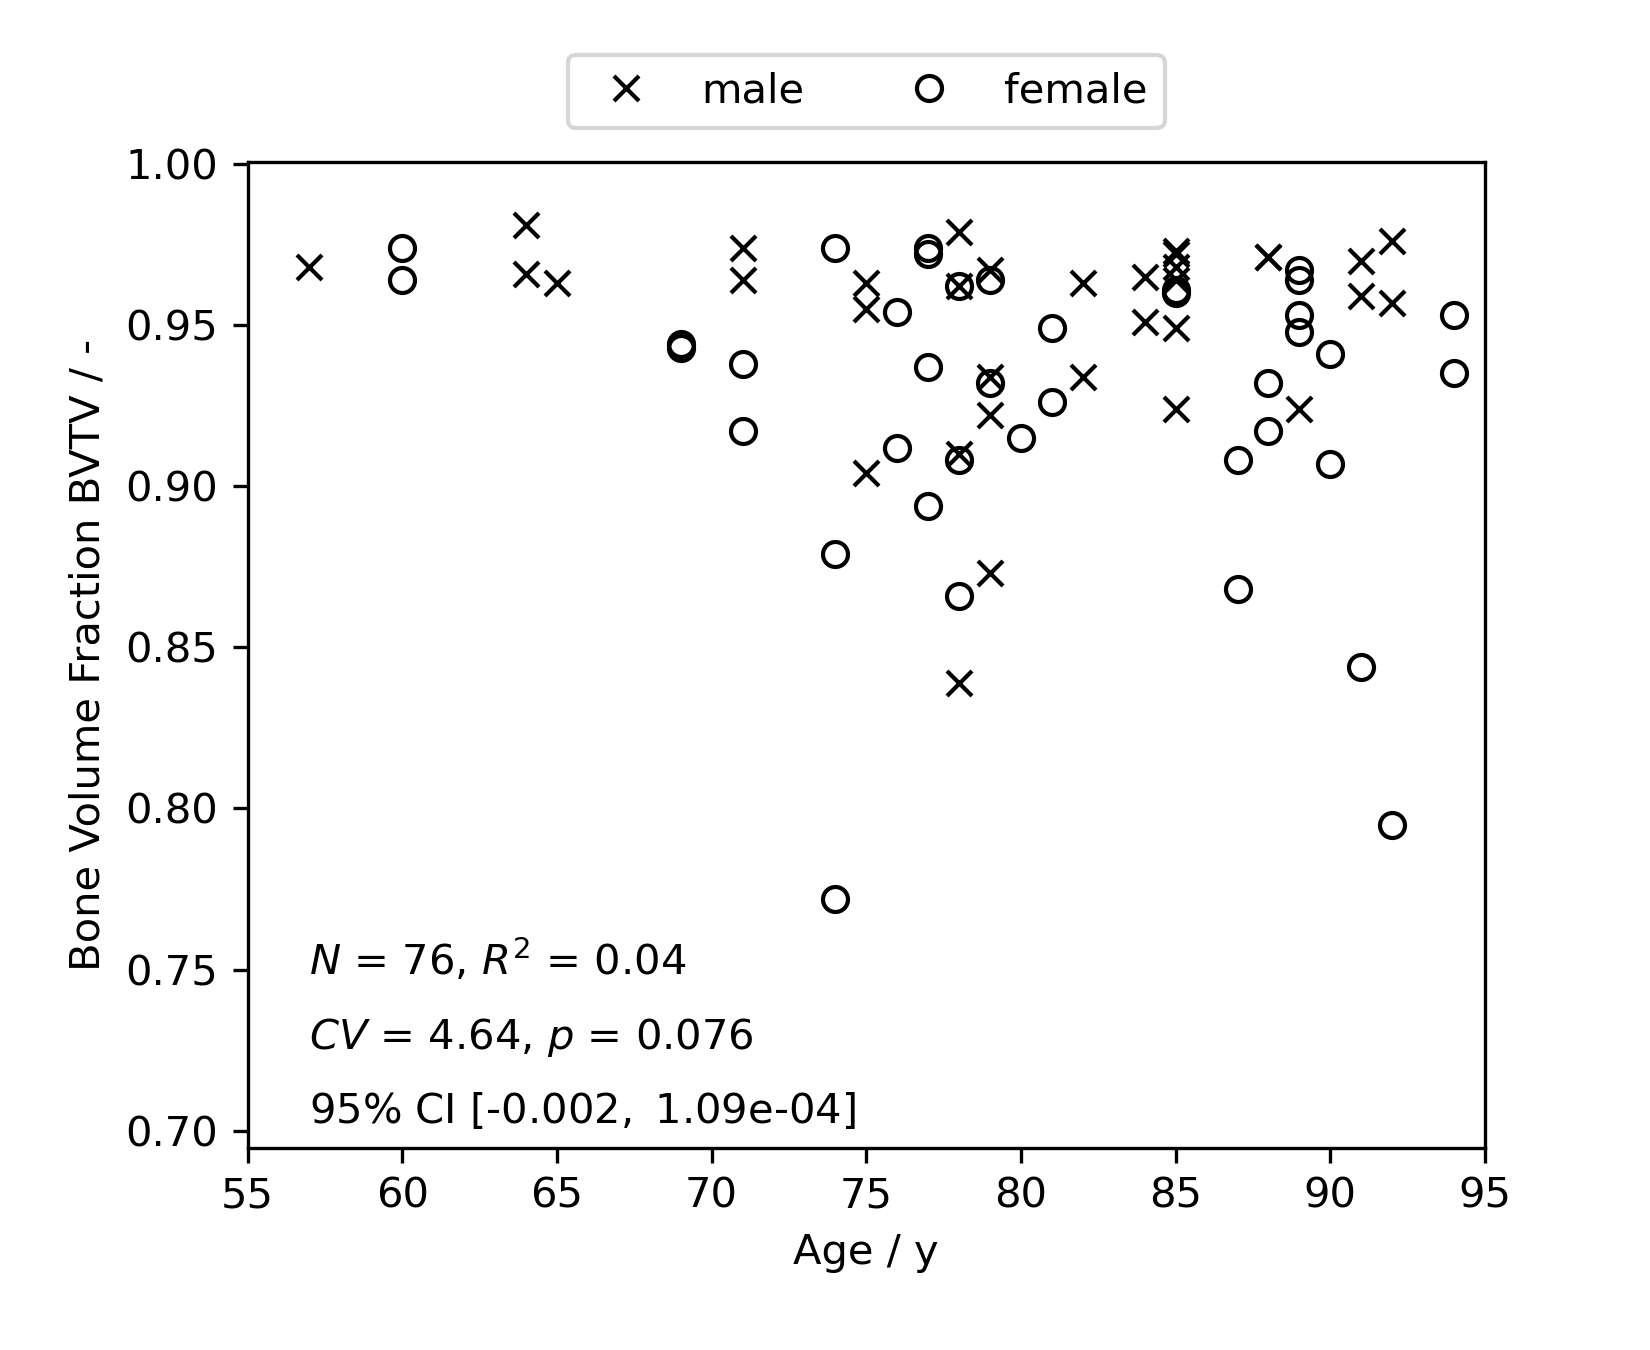 male female
1.00
0.95
0.90
0.85
0.80
0.75
0.70
Bone Volume Fraction BVTV / -
N = 76, R² = 0.04
CV = 4.64, p = 0.076
95% CI [-0.002, 1.09e-04]
55 60 65 70 75 80 85 90 95
Age / y